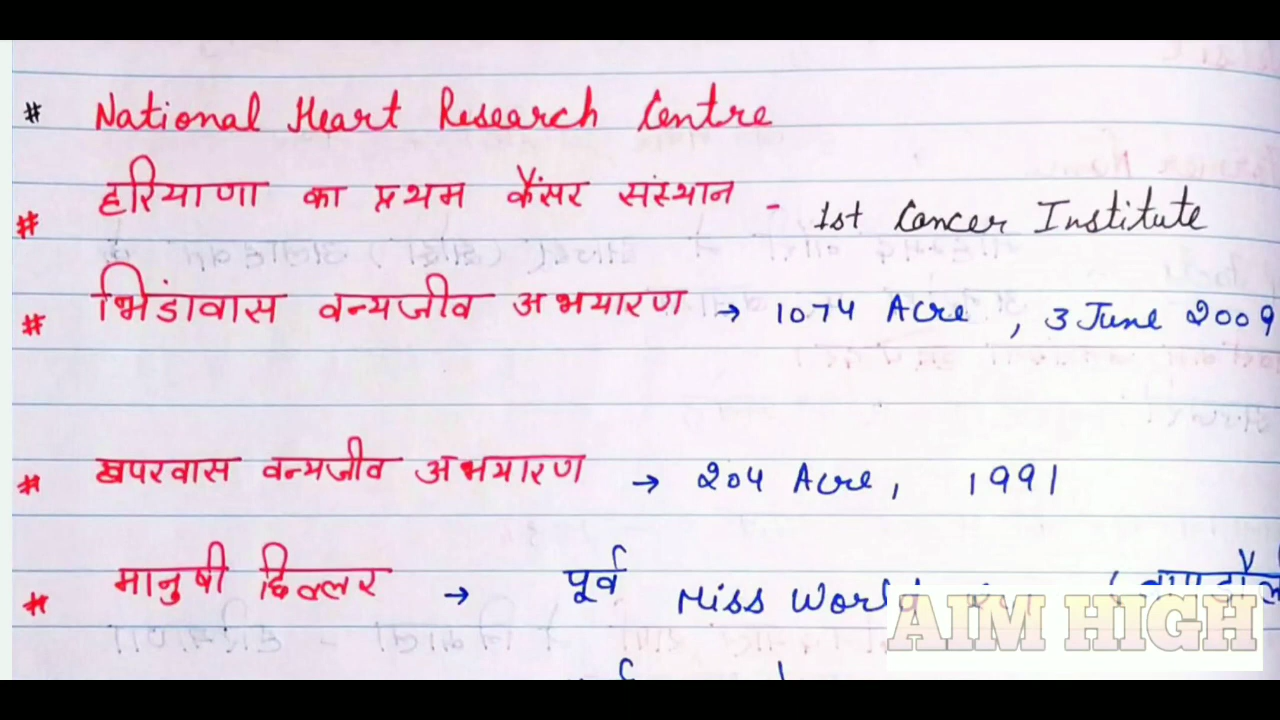 # National Heart Research Centre
# हरियाणा का प्रथम कैंसर संस्थान - 1st Cancer Institute
# भिंडावास वन्यजीव अभयारण → 1074 Acre, 3 June 2009
# खपरवास वन्यजीव अभयारण → 204 Acre, 1991
# मानुषी छिल्लर → पूर्व Miss World
AIM HIGH